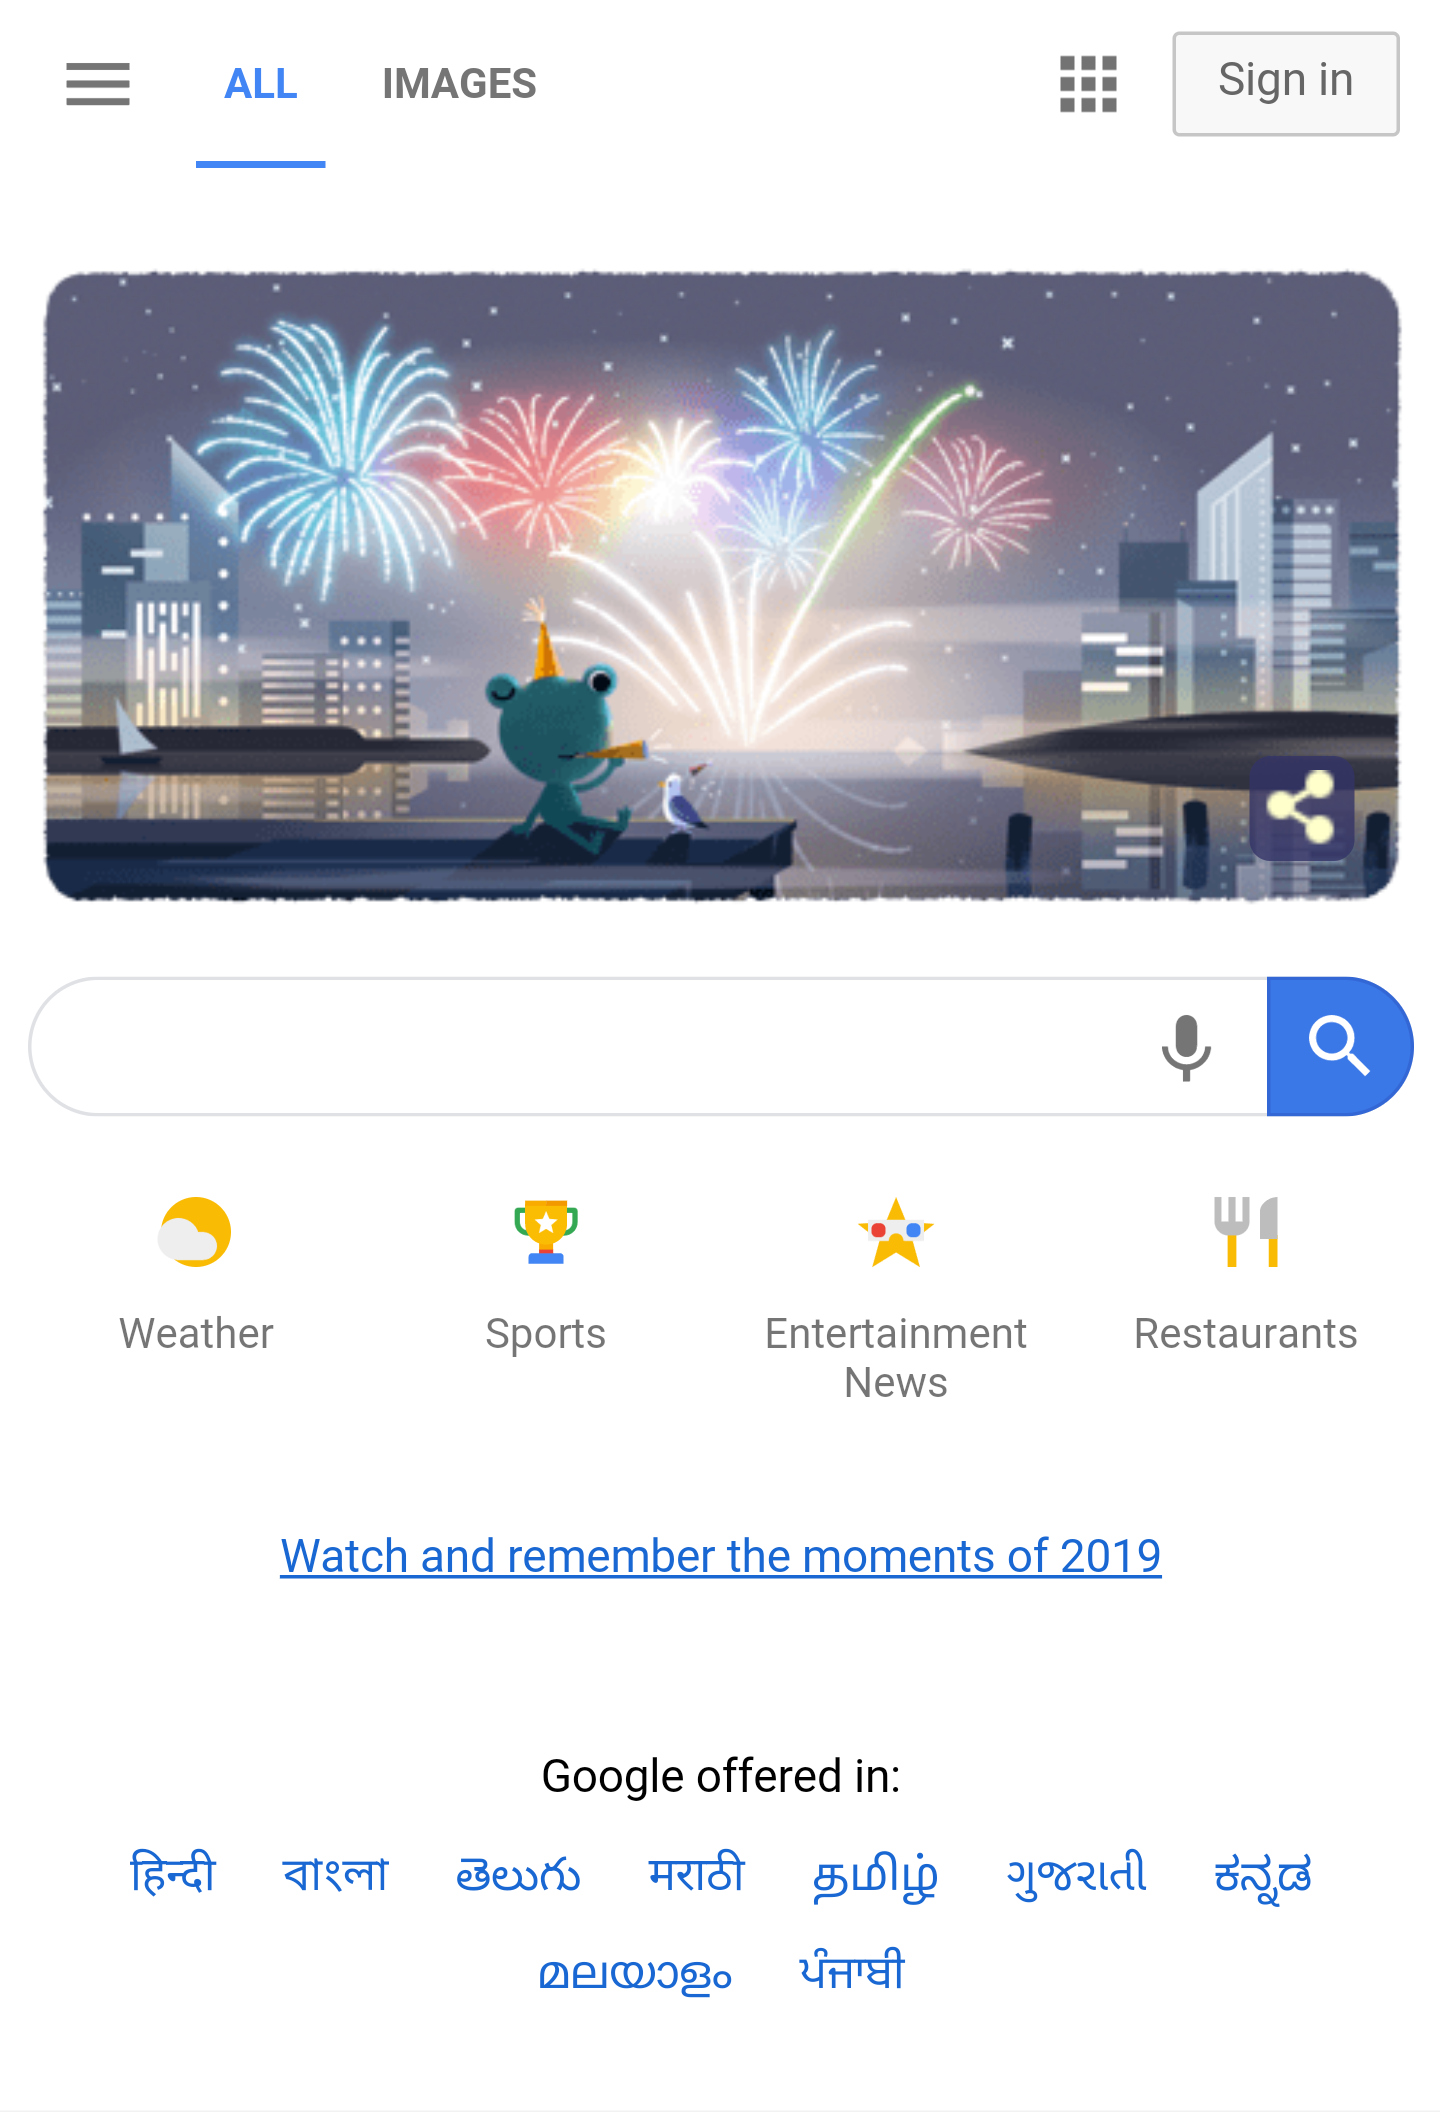 ALL IMAGES Sign in
Weather Sports Entertainment News Restaurants
Watch and remember the moments of 2019
Google offered in:
हिन्दी বাংলা తెలుగు मराठी தமிழ் ગુજરાતી ಕನ್ನಡ
മലയാളം ਪੰਜਾਬੀ